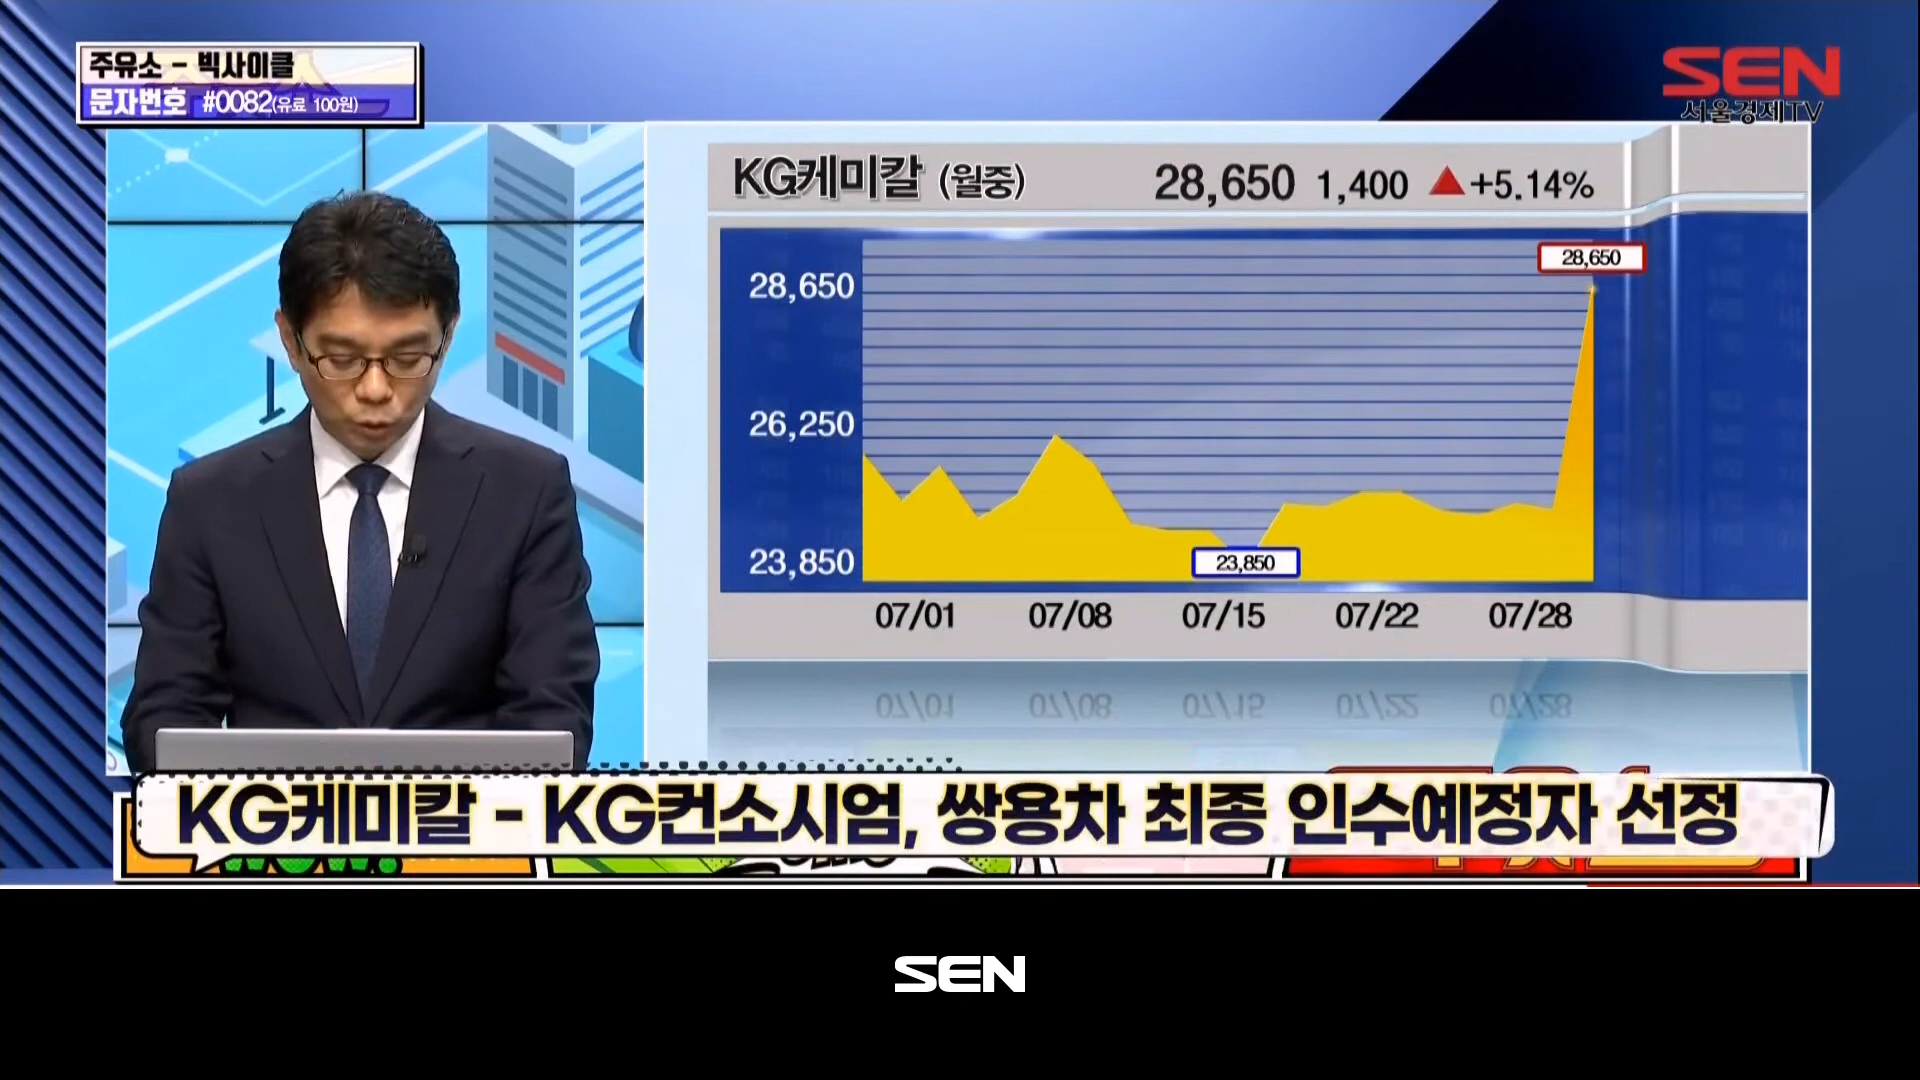 주유소 - 빅사이클
문자번호 #0082(유료 100원)
SEN
서울경제TV
KG케미칼 (월중) 28,650 1,400 ▲+5.14%
28,650
28,650
26,250
23,850
23,850
07/01 07/08 07/15 07/22 07/28
KG케미칼 - KG컨소시엄, 쌍용차 최종 인수예정자 선정
SEN